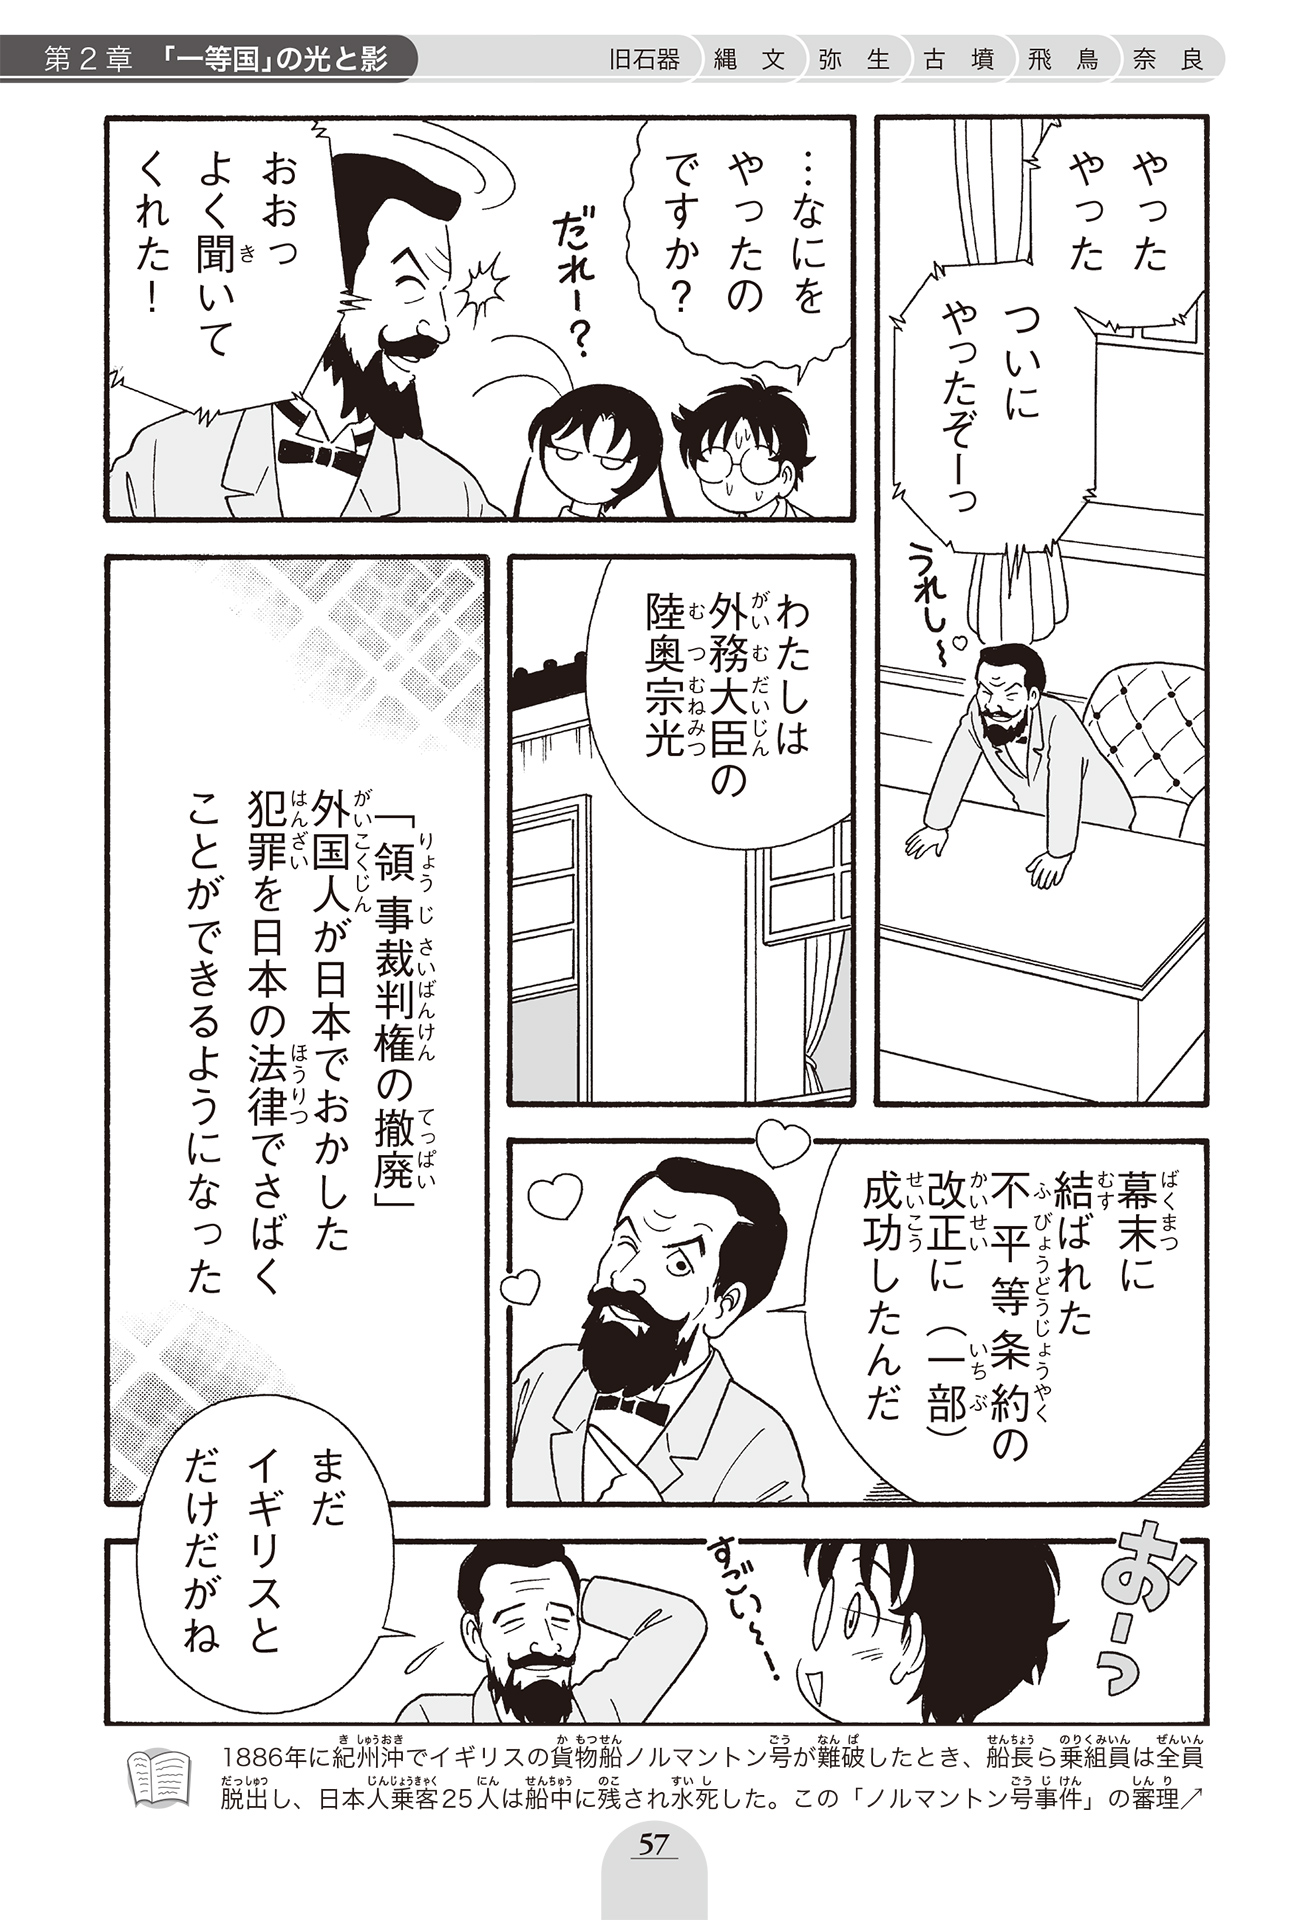 第2章 「一等国」の光と影
旧石器 縄文 弥生 古墳 飛鳥 奈良
やった
やった
ついに
やったぞーっ
うれし～♡
…なにを
やったの
ですか？
だれー？
おおっ
よく聞いて
くれた！
わたしは
外務大臣の
陸奥宗光
幕末に
結ばれた
不平等条約の
改正に（一部）
成功したんだ
「領事裁判権の撤廃」
外国人が日本でおかした
犯罪を日本の法律でさばく
ことができるようになった
おーっ
すごい～！
まだ
イギリスと
だけだがね
1886年に紀州沖でイギリスの貨物船ノルマントン号が難破したとき、船長ら乗組員は全員
脱出し、日本人乗客25人は船中に残され水死した。この「ノルマントン号事件」の審理↗
57